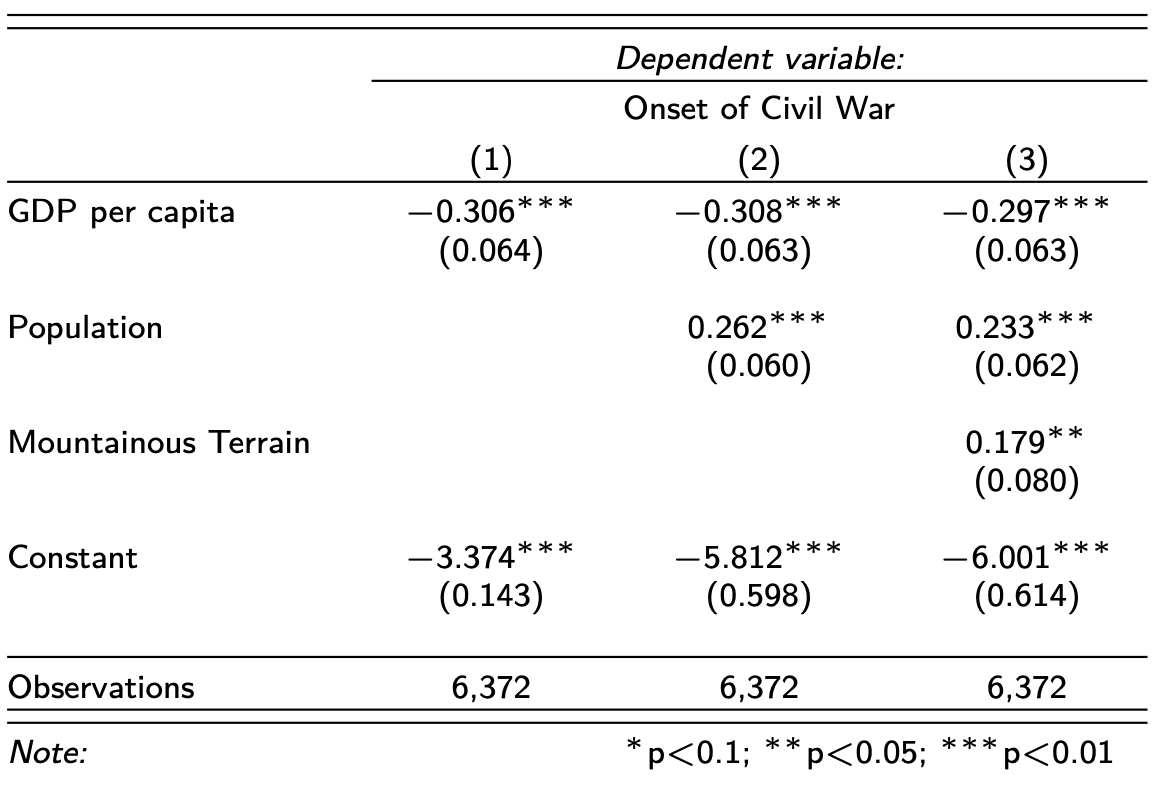 Dependent variable:
Onset of Civil War
(1) (2) (3)
GDP per capita −0.306*** −0.308*** −0.297***
(0.064) (0.063) (0.063)
Population 0.262*** 0.233***
(0.060) (0.062)
Mountainous Terrain 0.179**
(0.080)
Constant −3.374*** −5.812*** −6.001***
(0.143) (0.598) (0.614)
Observations 6,372 6,372 6,372
Note: *p<0.1; **p<0.05; ***p<0.01